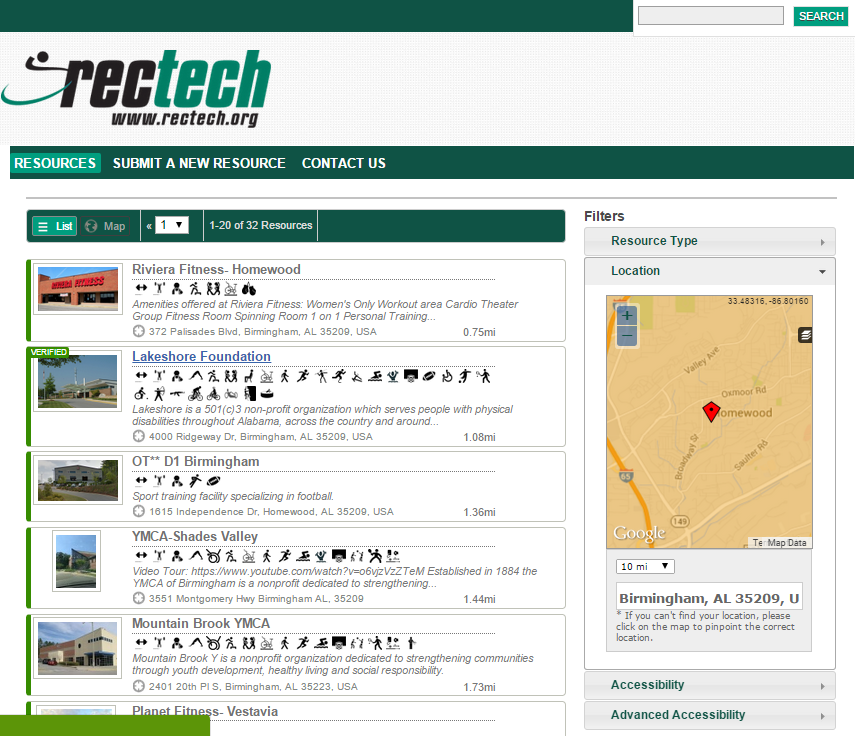 SEARCH
rectech
www.rectech.org
RESOURCES SUBMIT A NEW RESOURCE CONTACT US
List Map « 1 1-20 of 32 Resources
Riviera Fitness- Homewood
RIVIERA FITNESS
Amenities offered at Riviera Fitness: Women's Only Workout area Cardio Theater
Group Fitness Room Spinning Room 1 on 1 Personal Training...
372 Palisades Blvd, Birmingham, AL 35209, USA 0.75mi
VERIFIED
Lakeshore Foundation
Lakeshore is a 501(c)3 non-profit organization which serves people with physical
disabilities throughout Alabama, across the country and around...
4000 Ridgeway Dr, Birmingham, AL 35209, USA 1.08mi
OT** D1 Birmingham
Sport training facility specializing in football.
1615 Independence Dr, Homewood, AL 35209, USA 1.36mi
YMCA-Shades Valley
Video Tour: https://www.youtube.com/watch?v=o6vjzVzZTeM Established in 1884 the
YMCA of Birmingham is a nonprofit dedicated to strengthening...
3551 Montgomery Hwy Birmingham AL, 35209 1.44mi
Mountain Brook YMCA
Mountain Brook Y is a nonprofit organization dedicated to strengthening communities
through youth development, healthy living and social responsibility.
2401 20th Pl S, Birmingham, AL 35223, USA 1.73mi
Planet Fitness- Vestavia
Filters
Resource Type
Location
33.48316, -86.80160
+
−
Valley Ave
Oxmoor Rd
Homewood
Broadway St
Saulter Rd
65
149
Google
Te Map Data
10 mi
Birmingham, AL 35209, U
* If you can't find your location, please
click on the map to pinpoint the correct
location.
Accessibility
Advanced Accessibility